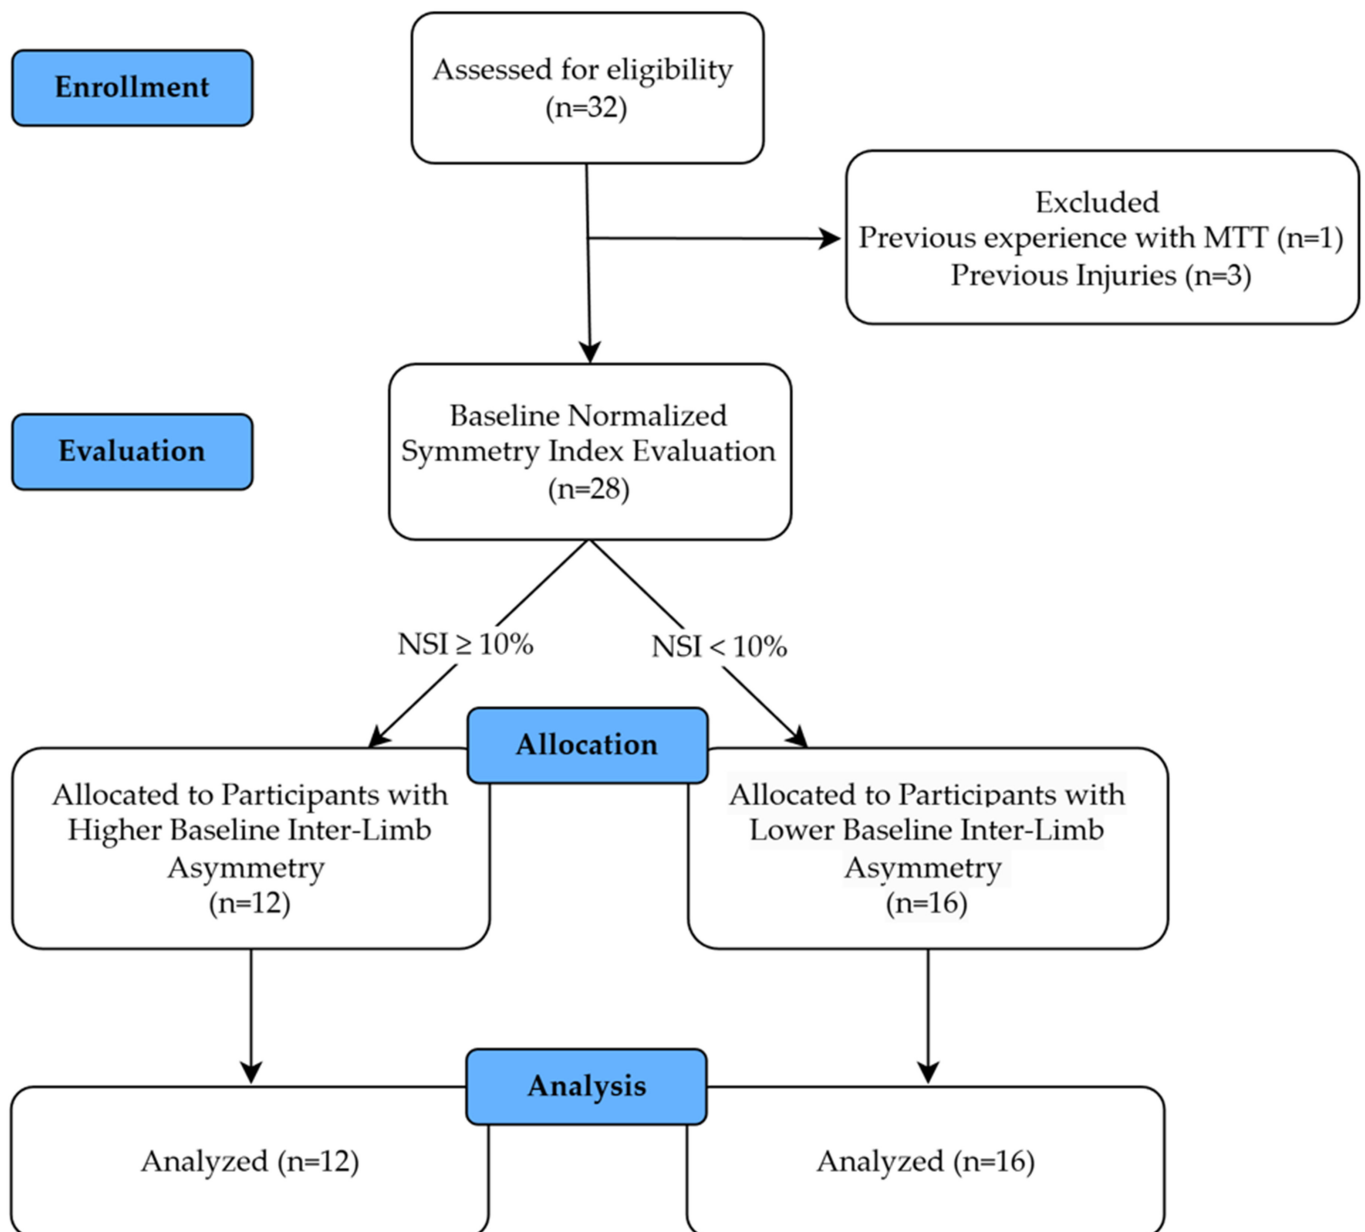 Enrollment
Assessed for eligibility
(n=32)
Excluded
Previous experience with MTT (n=1)
Previous Injuries (n=3)
Evaluation
Baseline Normalized
Symmetry Index Evaluation
(n=28)
NSI ≥ 10%
NSI < 10%
Allocation
Allocated to Participants with
Higher Baseline Inter-Limb
Asymmetry
(n=12)
Allocated to Participants with
Lower Baseline Inter-Limb
Asymmetry
(n=16)
Analysis
Analyzed (n=12)
Analyzed (n=16)